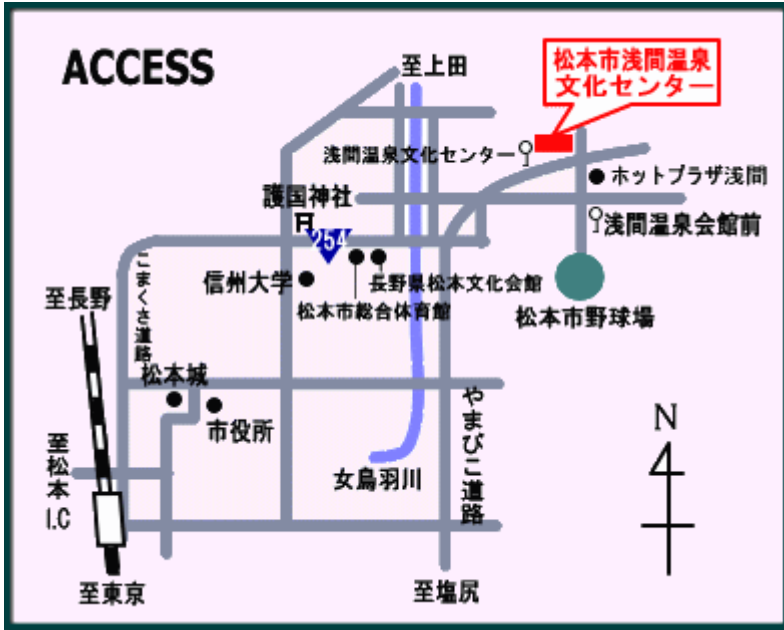 ACCESS
至上田
松本市浅間温泉
文化センター
浅間温泉文化センター
ホットプラザ浅間
護国神社
浅間温泉会館前
254
こまくさ道路
信州大学
長野県松本文化会館
至長野
松本市総合体育館
松本市野球場
松本城
市役所
やまびこ道路
N
至松本I.C
女鳥羽川
至東京
至塩尻